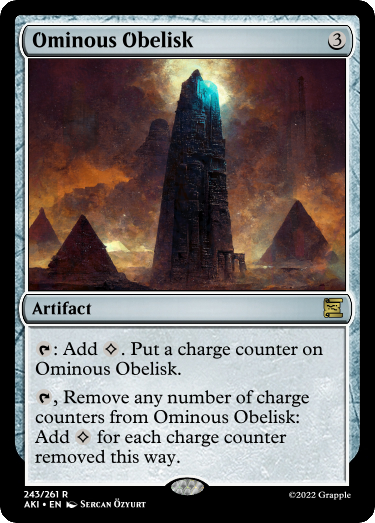 Ominous Obelisk 3
Artifact
: Add . Put a charge counter on
Ominous Obelisk.
, Remove any number of charge
counters from Ominous Obelisk:
Add for each charge counter
removed this way.
243/261 R
AKI • EN Sercan Özyurt
©2022 Grapple